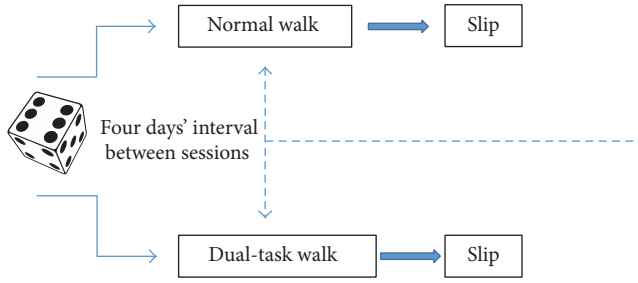 Normal walk
Slip
Four days' interval
between sessions
Dual-task walk
Slip